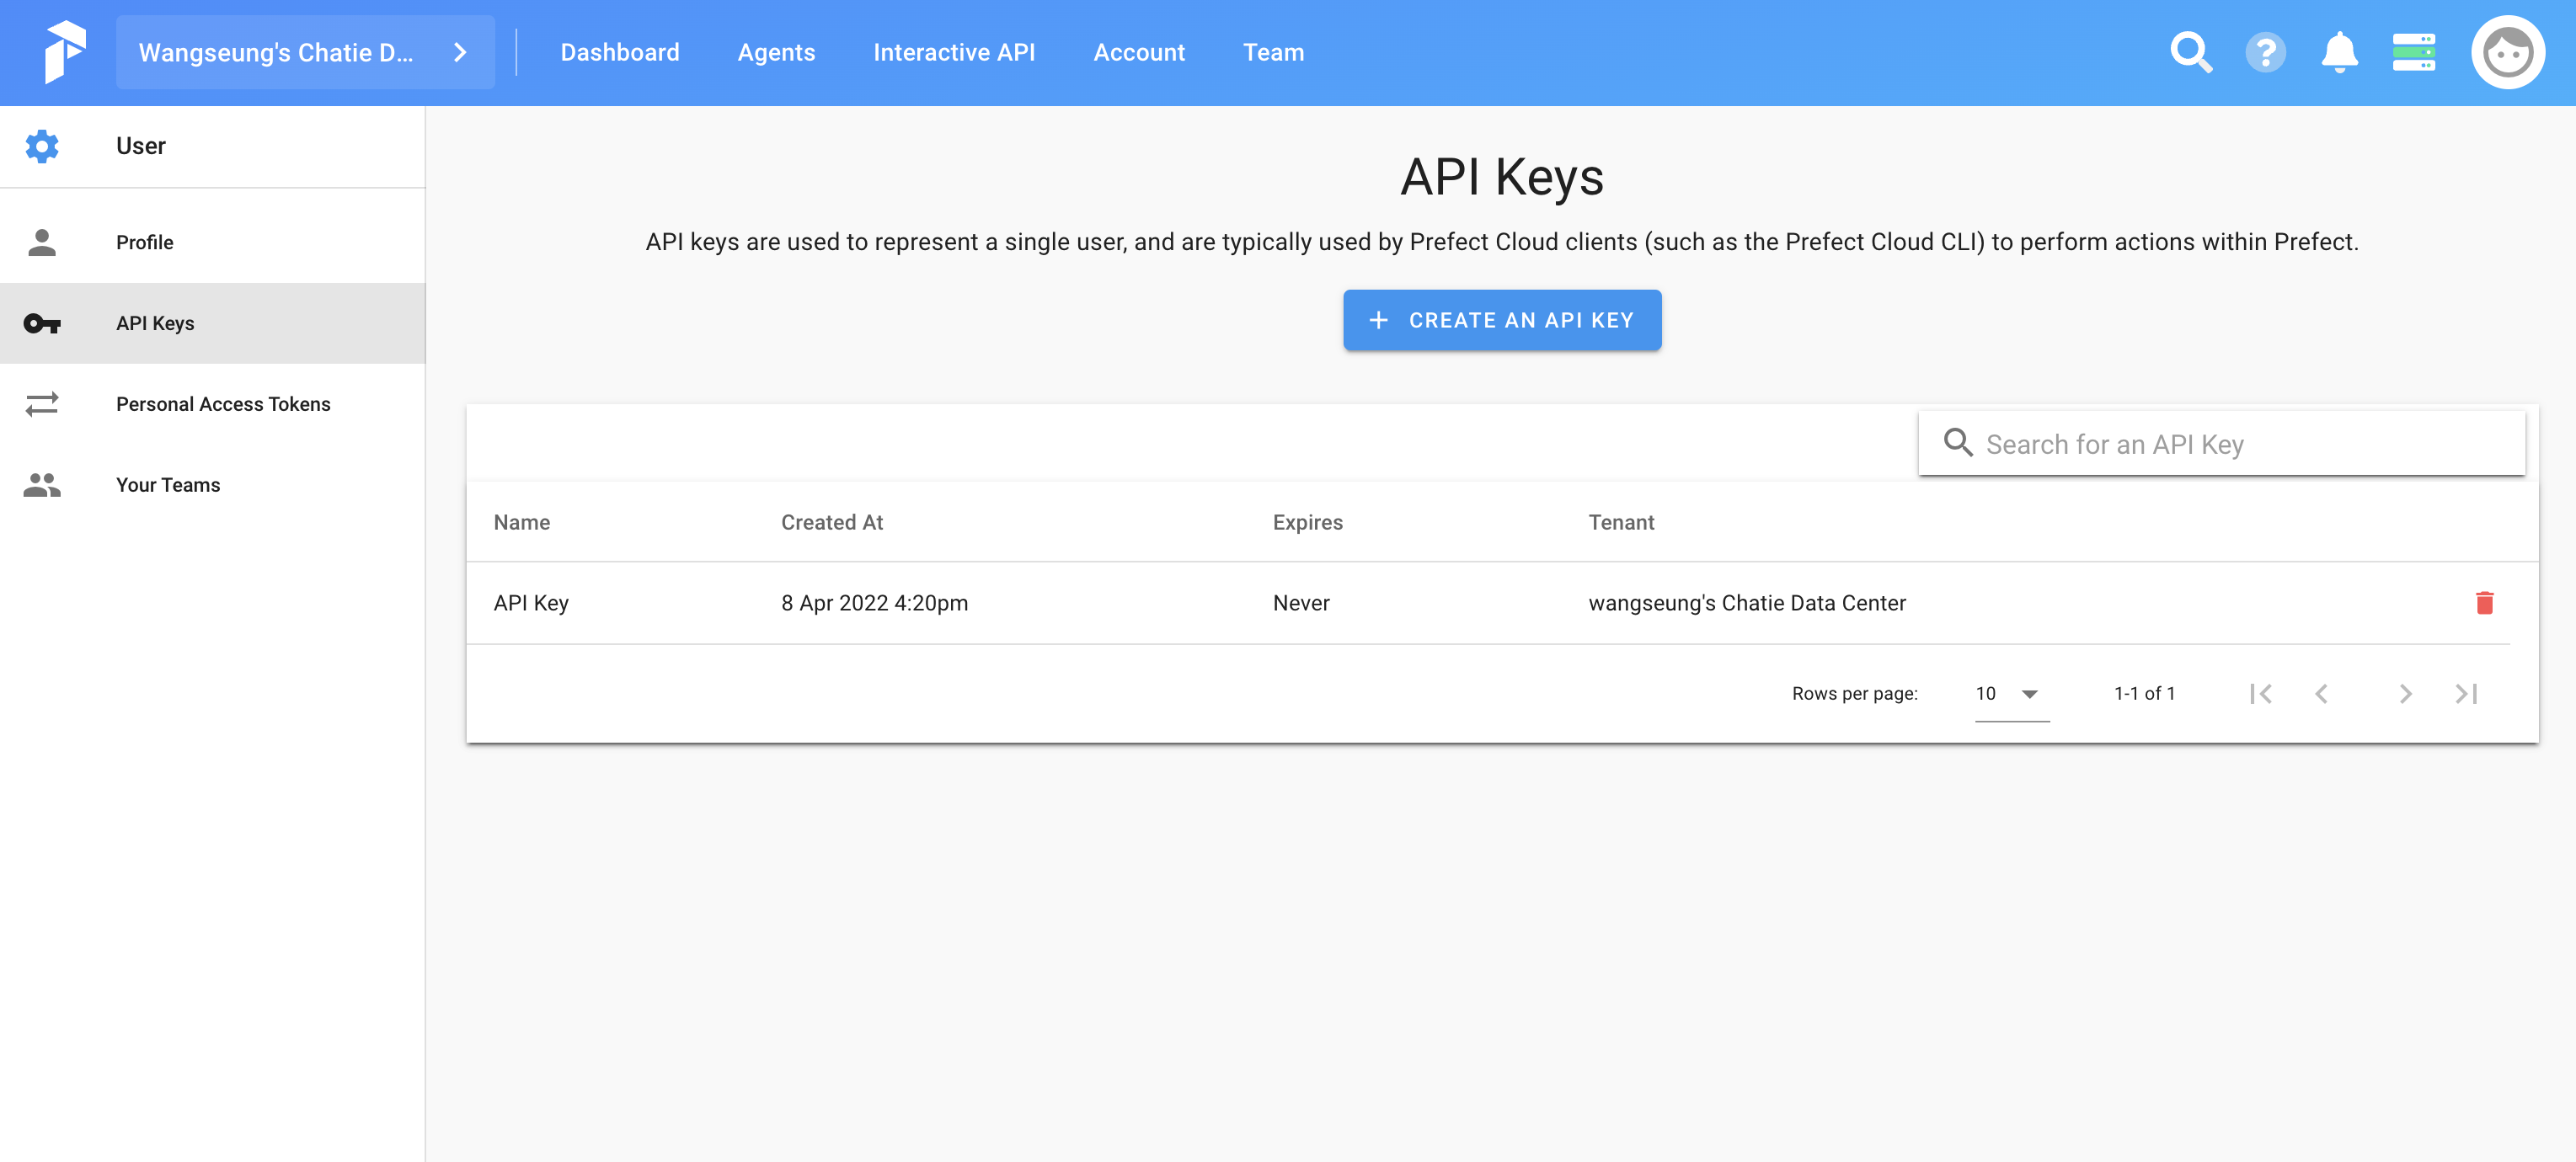 Wangseung's Chatie D...
Dashboard
Agents
Interactive API
Account
Team
User
Profile
API Keys
Personal Access Tokens
Your Teams
API Keys
API keys are used to represent a single user, and are typically used by Prefect Cloud clients (such as the Prefect Cloud CLI) to perform actions within Prefect.
+ CREATE AN API KEY
Search for an API Key
Name Created At Expires Tenant
API Key 8 Apr 2022 4:20pm Never wangseung's Chatie Data Center
Rows per page: 10 1-1 of 1